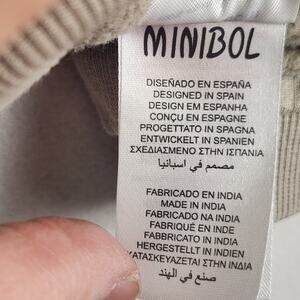 MINIBOL
DISEÑADO EN ESPAÑA
DESIGNED IN SPAIN
DESIGN EM ESPANHA
CONÇU EN ESPAGNE
PROGETTATO IN SPAGNA
ENTWICKELT IN SPANIEN
ΣΧΕΔΙΑΣΜΕΝΟ ΣΤΗΝ ΙΣΠΑΝΙΑ
مصمم في اسبانيا
FABRICADO EN INDIA
MADE IN INDIA
FABRICADO NA INDIA
FABRIQUÉ EN INDE
FABBRICATO IN INDIA
HERGESTELLT IN INDIEN
ΚΑΤΑΣΚΕΥΑΖΕΤΑΙ ΣΤΗΝ INDIA
صنع في الهند